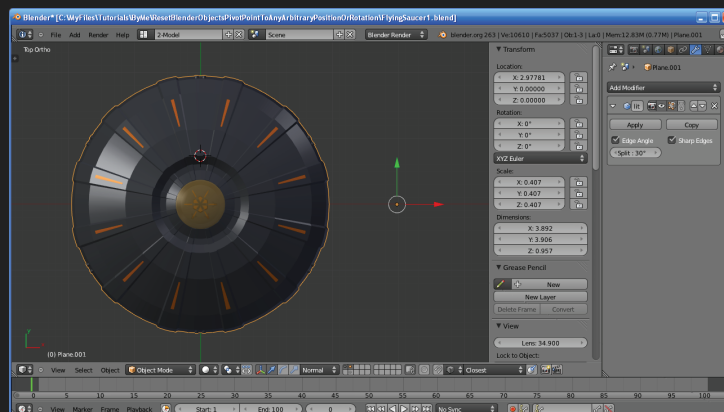 Blender* [C:\MyFiles\Tutorials\ByMe\ResetBlenderObjectsPivotPointToAnyArbitraryPositionOrRotation\FlyingSaucer1.blend]
File Add Render Help 2-Model Scene Blender Render blender.org 263 | Ve:10610 | Fa:5037 | Ob:1-3 | La:0 | Mem:12.83M (0.77M) | Plane.001
Top Ortho
Transform
Location:
X: 2.97781
Y: 0.00000
Z: 0.00000
Rotation:
X: 0°
Y: 0°
Z: 0°
XYZ Euler
Scale:
X: 0.407
Y: 0.407
Z: 0.407
Dimensions:
X: 3.892
Y: 3.906
Z: 0.957
Grease Pencil
New
New Layer
Delete Frame Convert
View
Lens: 34.900
Lock to Object:
Plane.001
Add Modifier
Apply Copy
Edge Angle Sharp Edges
Split : 30°
Y
(0) Plane.001
View Select Object Object Mode Normal Closest
0 5 10 15 20 25 30 35 40 45 50 55 60 65 70 75 80 85 90 95 100
View Marker Frame Playback Start: 1 End: 100 0 No Sync